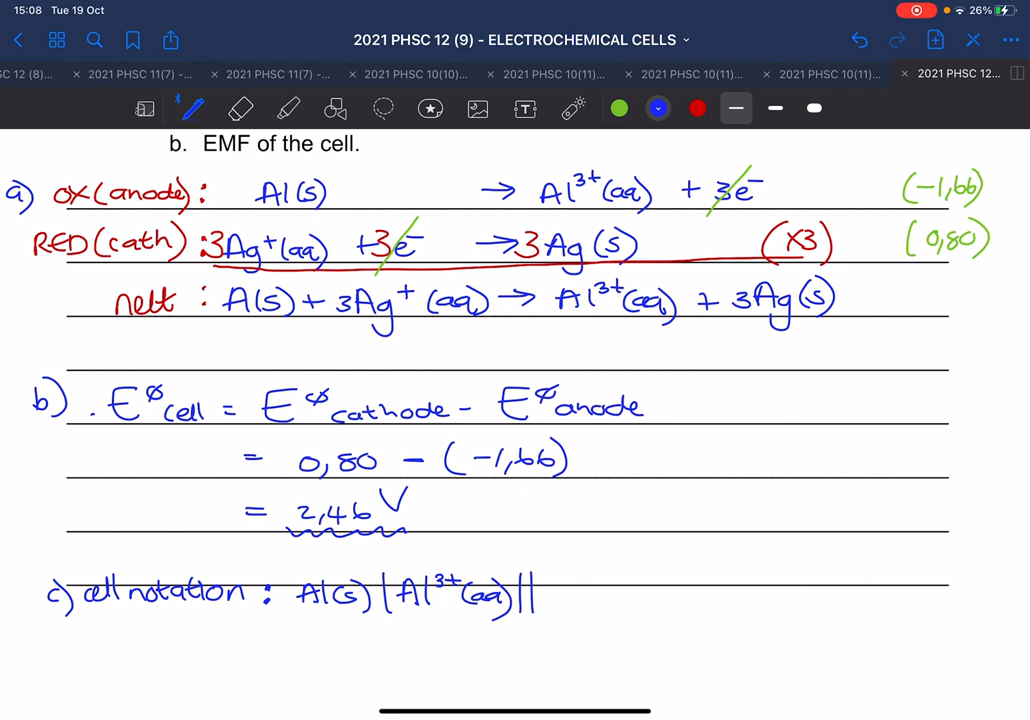 15:08 Tue 19 Oct
26%
2021 PHSC 12 (9) - ELECTROCHEMICAL CELLS
SC 12 (8)... × 2021 PHSC 11(7) -... × 2021 PHSC 11(7) -... × 2021 PHSC 10(10)... × 2021 PHSC 10(11)... × 2021 PHSC 10(11)... × 2021 PHSC 10(11)... × 2021 PHSC 12...
b. EMF of the cell.
a) OX(anode): Al(s) → Al³⁺(aq) + 3e⁻ (-1,66)
RED(cath): 3Ag⁺(aq) + 3e⁻ → 3Ag(s) (×3) (0,80)
nett: Al(s) + 3Ag⁺(aq) → Al³⁺(aq) + 3Ag(s)
b). E°cell = E°cathode - E°anode
= 0,80 - (-1,66)
= 2,46 V
c) cell notation: Al(s) | Al³⁺(aq) ||